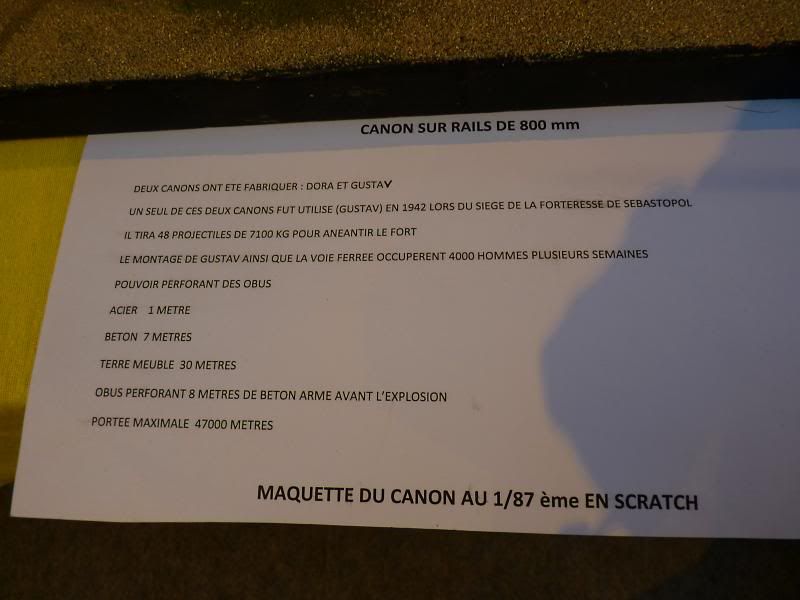 CANON SUR RAILS DE 800 mm
DEUX CANONS ONT ETE FABRIQUER : DORA ET GUSTAV
UN SEUL DE CES DEUX CANONS FUT UTILISE (GUSTAV) EN 1942 LORS DU SIEGE DE LA FORTERESSE DE SEBASTOPOL
IL TIRA 48 PROJECTILES DE 7100 KG POUR ANEANTIR LE FORT
LE MONTAGE DE GUSTAV AINSI QUE LA VOIE FERREE OCCUPERENT 4000 HOMMES PLUSIEURS SEMAINES
POUVOIR PERFORANT DES OBUS
ACIER 1 METRE
BETON 7 METRES
TERRE MEUBLE 30 METRES
OBUS PERFORANT 8 METRES DE BETON ARME AVANT L'EXPLOSION
PORTEE MAXIMALE 47000 METRES
MAQUETTE DU CANON AU 1/87 ème EN SCRATCH